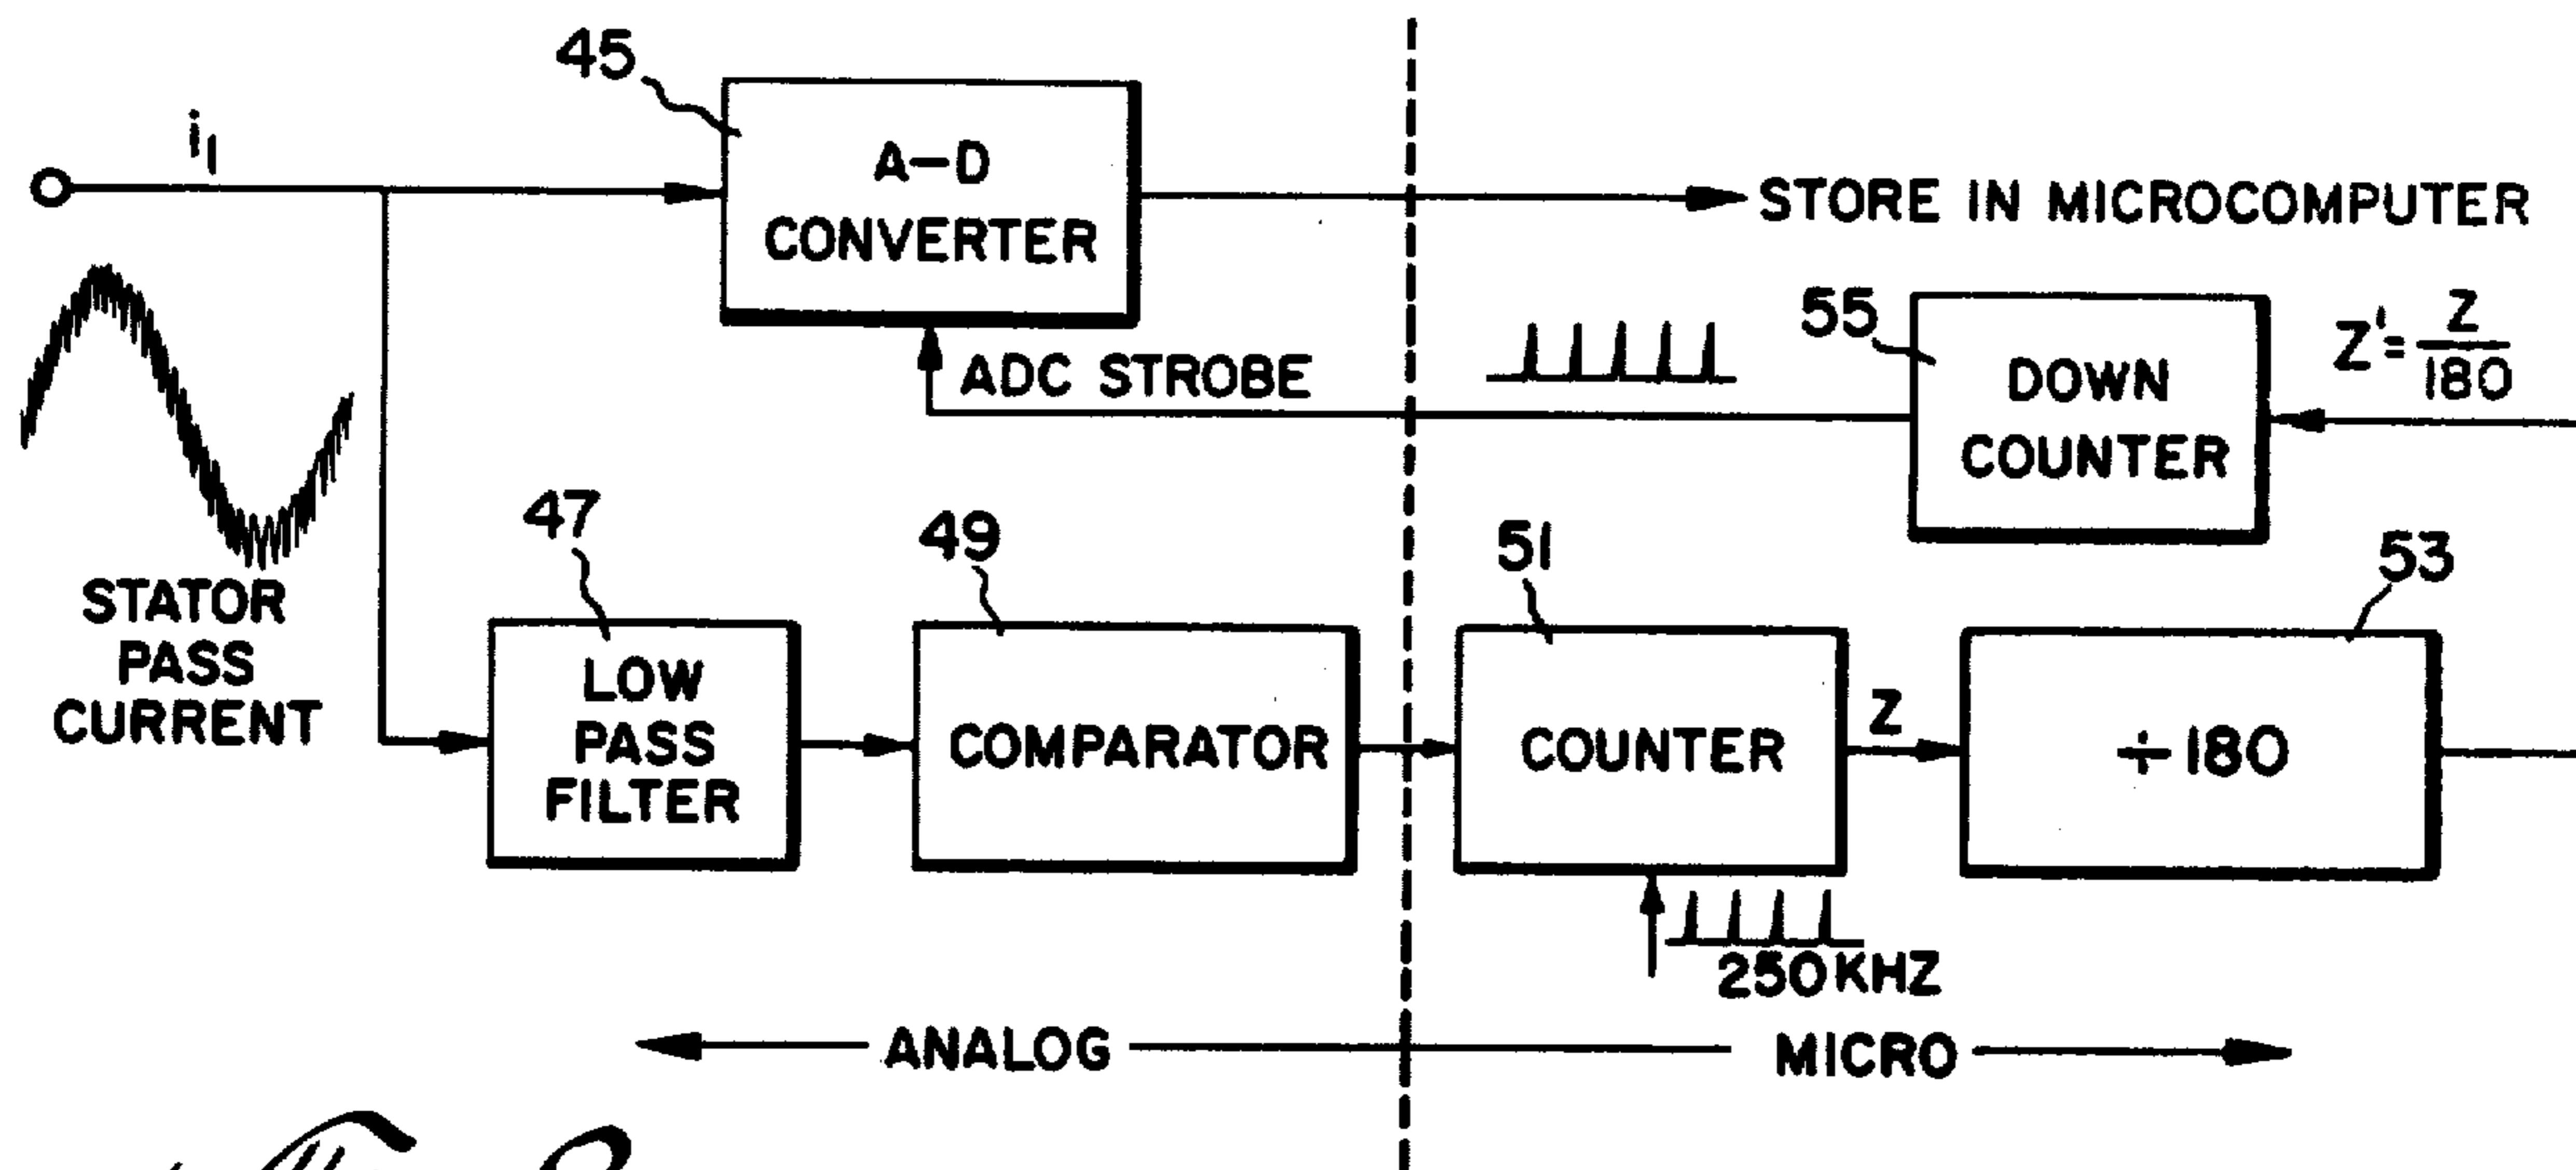 45
i1
A-D
CONVERTER
STORE IN MICROCOMPUTER
ADC STROBE
55
DOWN
COUNTER
Z' = Z/180
STATOR
PASS
CURRENT
47
LOW
PASS
FILTER
49
COMPARATOR
51
COUNTER
Z
53
÷180
250KHZ
ANALOG
MICRO